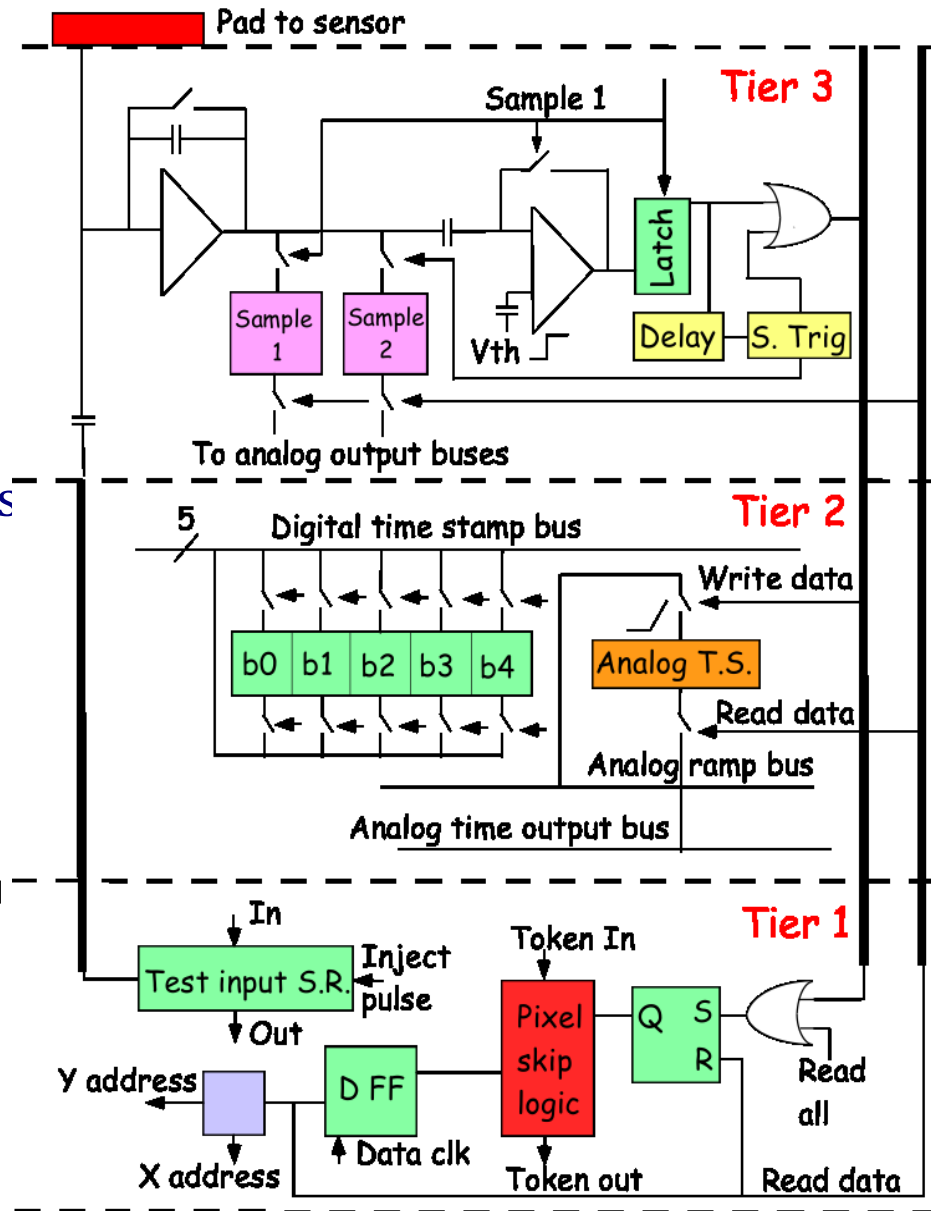 Pad to sensor
Tier 3
Sample 1
Latch
Sample
1
Sample
2
Vth
Delay
S. Trig
To analog output buses
s
Tier 2
5
Digital time stamp bus
Write data
b0 b1 b2 b3 b4
Analog T.S.
Read data
Analog ramp bus
Analog time output bus
Tier 1
In
Token In
Test input S.R.
Inject
pulse
Out
Pixel
skip
logic
Q S
R
Read
all
Y address
D FF
Data clk
X address
Token out
Read data